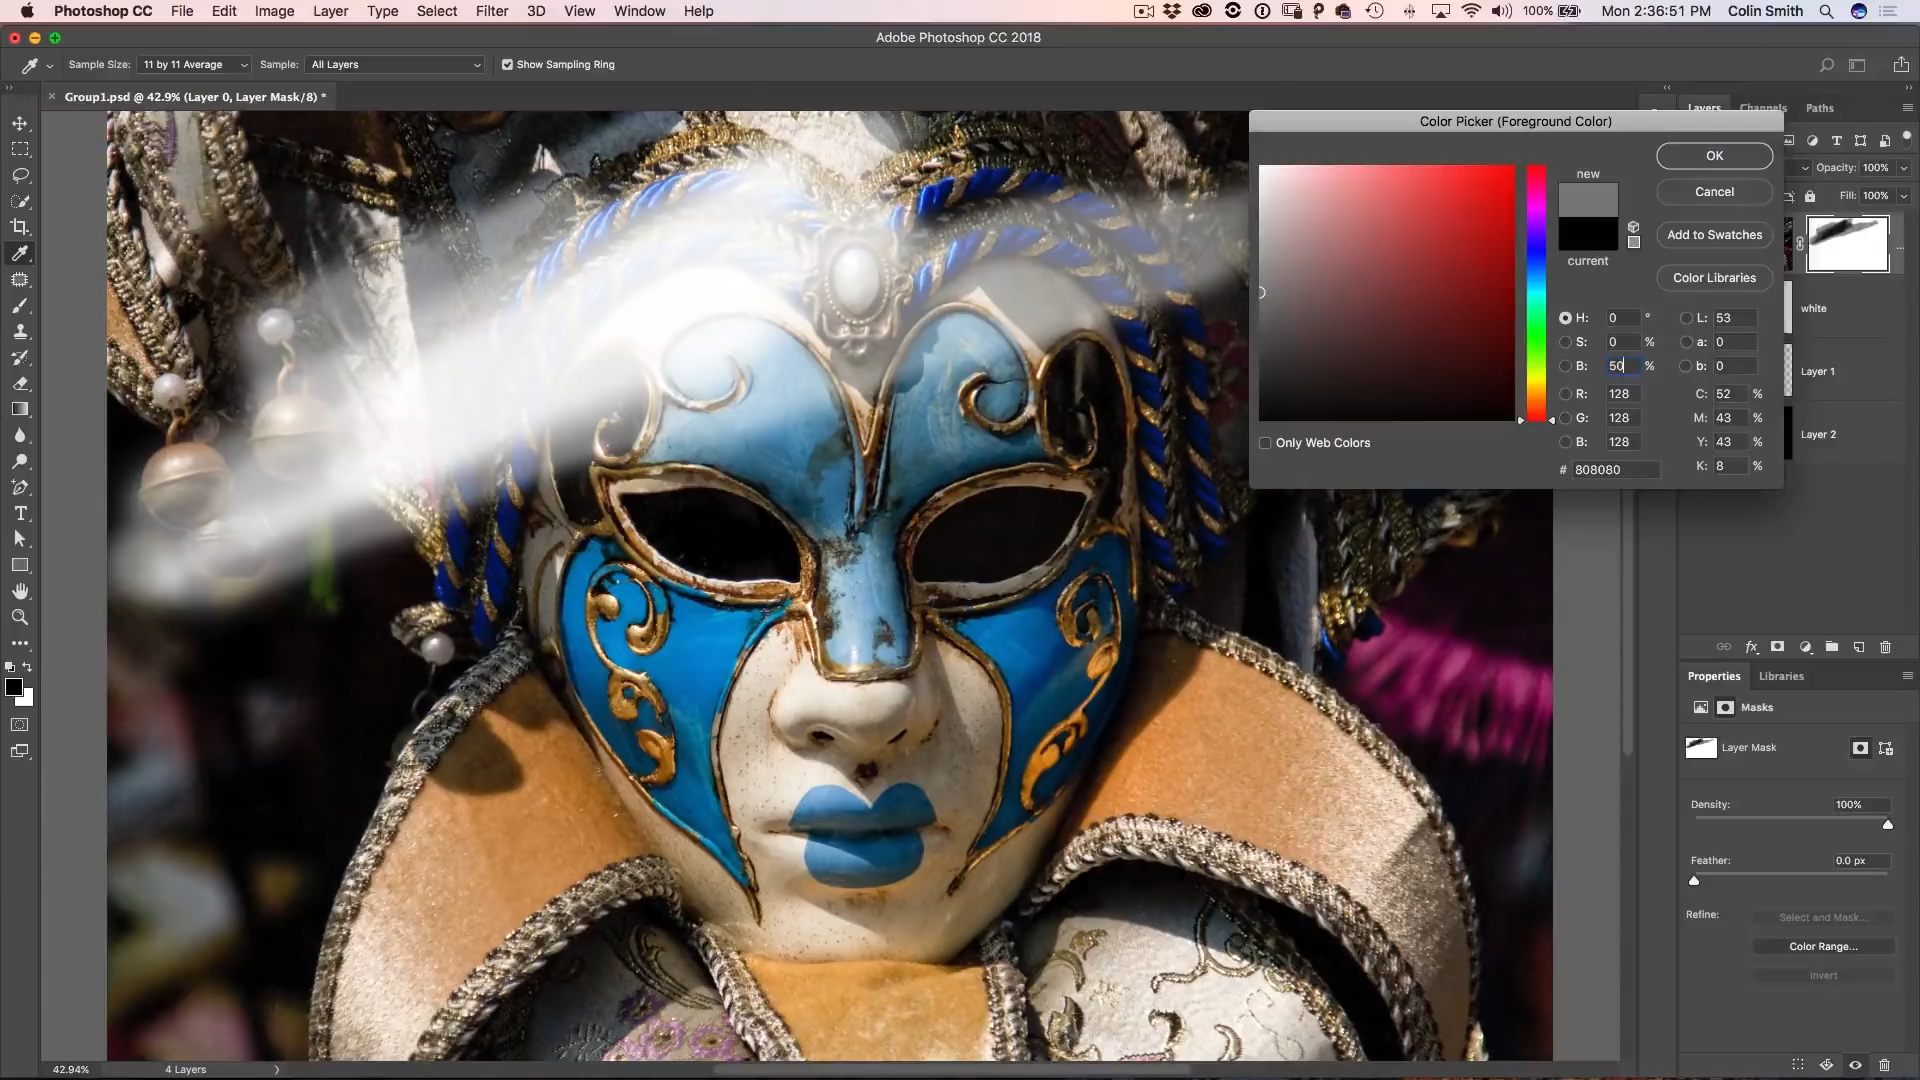 Photoshop CC File Edit Image Layer Type Select Filter 3D View Window Help 100% Mon 2:36:51 PM Colin Smith
Adobe Photoshop CC 2018
Sample Size: 11 by 11 Average Sample: All Layers Show Sampling Ring
Group1.psd @ 42.9% (Layer 0, Layer Mask/8) *
Layers Channels Paths
Color Picker (Foreground Color)
OK
Cancel
Add to Swatches
Color Libraries
new
current
H: 0 °
S: 0 %
B: 50 %
R: 128
G: 128
B: 128
# 808080
L: 53
a: 0
b: 0
C: 52 %
M: 43 %
Y: 43 %
K: 8 %
Only Web Colors
Opacity: 100%
Fill: 100%
white
Layer 1
Layer 2
fx
Properties Libraries
Masks
Layer Mask
Density: 100%
Feather: 0.0 px
Refine: Select and Mask...
Color Range...
Invert
42.94% 4 Layers